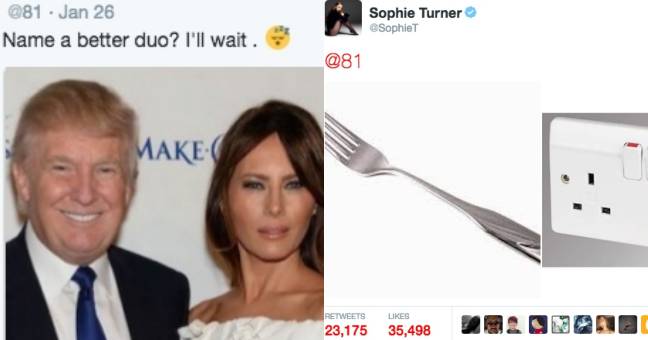 @81 · Jan 26
Name a better duo? I'll wait .
MAKE-
Sophie Turner
@SophieT
@81
RETWEETS LIKES
23,175 35,498